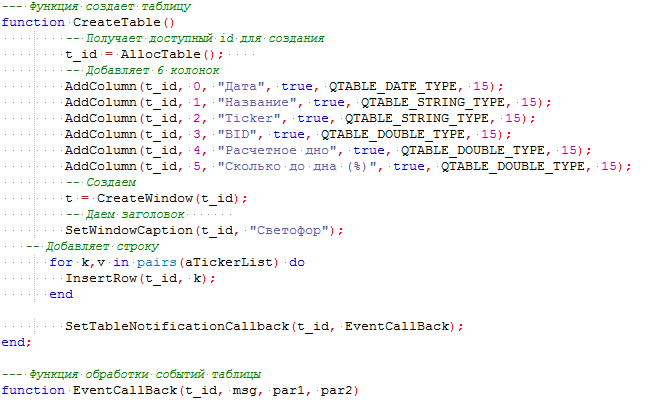 --- Функция создает таблицу
function CreateTable()
-- Получает доступный id для создания
t_id = AllocTable();
-- Добавляет 6 колонок
AddColumn(t_id, 0, "Дата", true, QTABLE_DATE_TYPE, 15);
AddColumn(t_id, 1, "Название", true, QTABLE_STRING_TYPE, 15);
AddColumn(t_id, 2, "Ticker", true, QTABLE_STRING_TYPE, 15);
AddColumn(t_id, 3, "BID", true, QTABLE_DOUBLE_TYPE, 15);
AddColumn(t_id, 4, "Расчетное дно", true, QTABLE_DOUBLE_TYPE, 15);
AddColumn(t_id, 5, "Сколько до дна (%)", true, QTABLE_DOUBLE_TYPE, 15);
-- Создаем
t = CreateWindow(t_id);
-- Даем заголовок
SetWindowCaption(t_id, "Светофор");
-- Добавляет строку
for k,v in pairs(aTickerList) do
InsertRow(t_id, k);
end
SetTableNotificationCallback(t_id, EventCallBack);
end;
--- Функция обработки событий таблицы
function EventCallBack(t_id, msg, par1, par2)